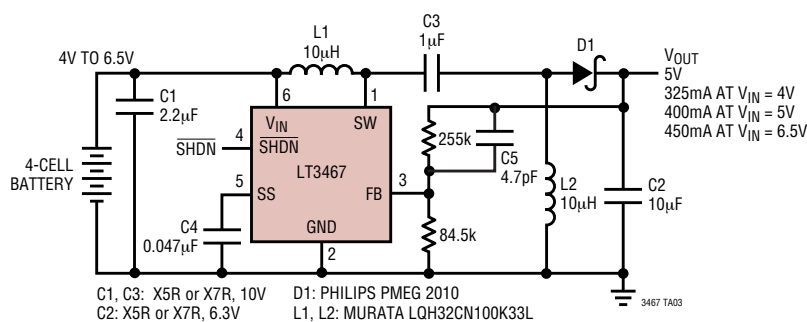 4V TO 6.5V
L1
10µH
C3
1µF
D1
VOUT
5V
325mA AT VIN = 4V
400mA AT VIN = 5V
450mA AT VIN = 6.5V
C1
2.2µF
6
1
VIN
SW
SHDN
4
SHDN
LT3467
255k
C5
4.7pF
4-CELL
BATTERY
5
SS
FB
3
L2
10µH
C2
10µF
C4
0.047µF
GND
2
84.5k
C1, C3: X5R or X7R, 10V
C2: X5R or X7R, 6.3V
D1: PHILIPS PMEG 2010
L1, L2: MURATA LQH32CN100K33L
3467 TA03